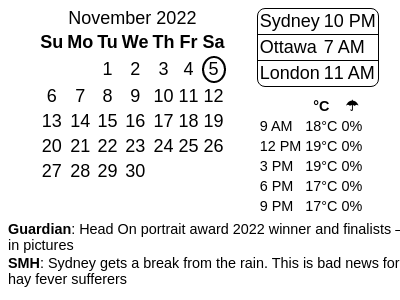 November 2022
Su Mo Tu We Th Fr Sa
1 2 3 4 5
6 7 8 9 10 11 12
13 14 15 16 17 18 19
20 21 22 23 24 25 26
27 28 29 30
Sydney 10 PM
Ottawa 7 AM
London 11 AM
°C ☂
9 AM 18°C 0%
12 PM 19°C 0%
3 PM 19°C 0%
6 PM 17°C 0%
9 PM 17°C 0%
Guardian: Head On portrait award 2022 winner and finalists –
in pictures
SMH: Sydney gets a break from the rain. This is bad news for
hay fever sufferers